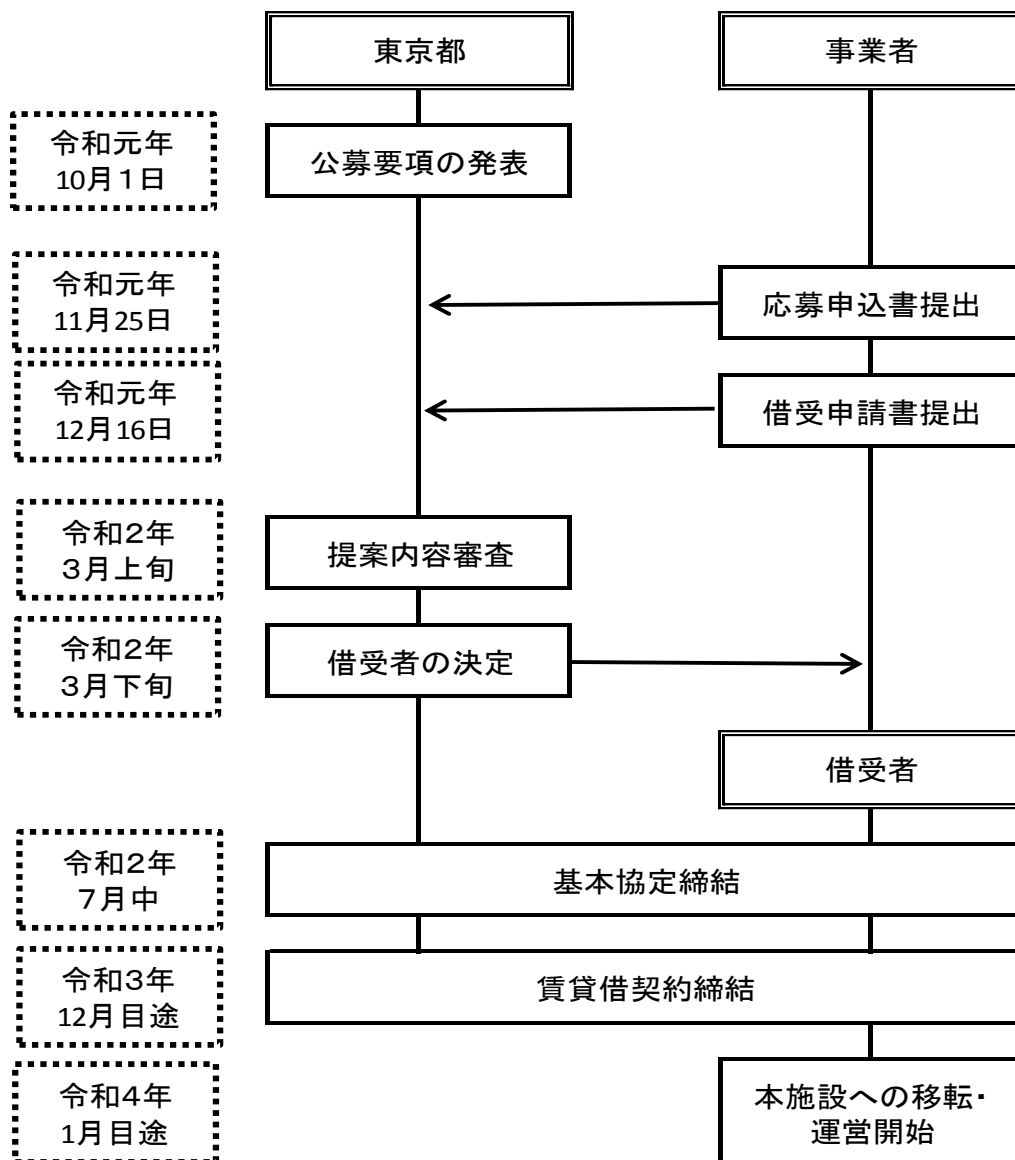 東京都
事業者
令和元年
10月１日
公募要項の発表
令和元年
11月25日
応募申込書提出
令和元年
12月16日
借受申請書提出
令和２年
３月上旬
提案内容審査
令和２年
３月下旬
借受者の決定
借受者
令和２年
７月中
基本協定締結
令和３年
12月目途
賃貸借契約締結
令和４年
1月目途
本施設への移転・
運営開始